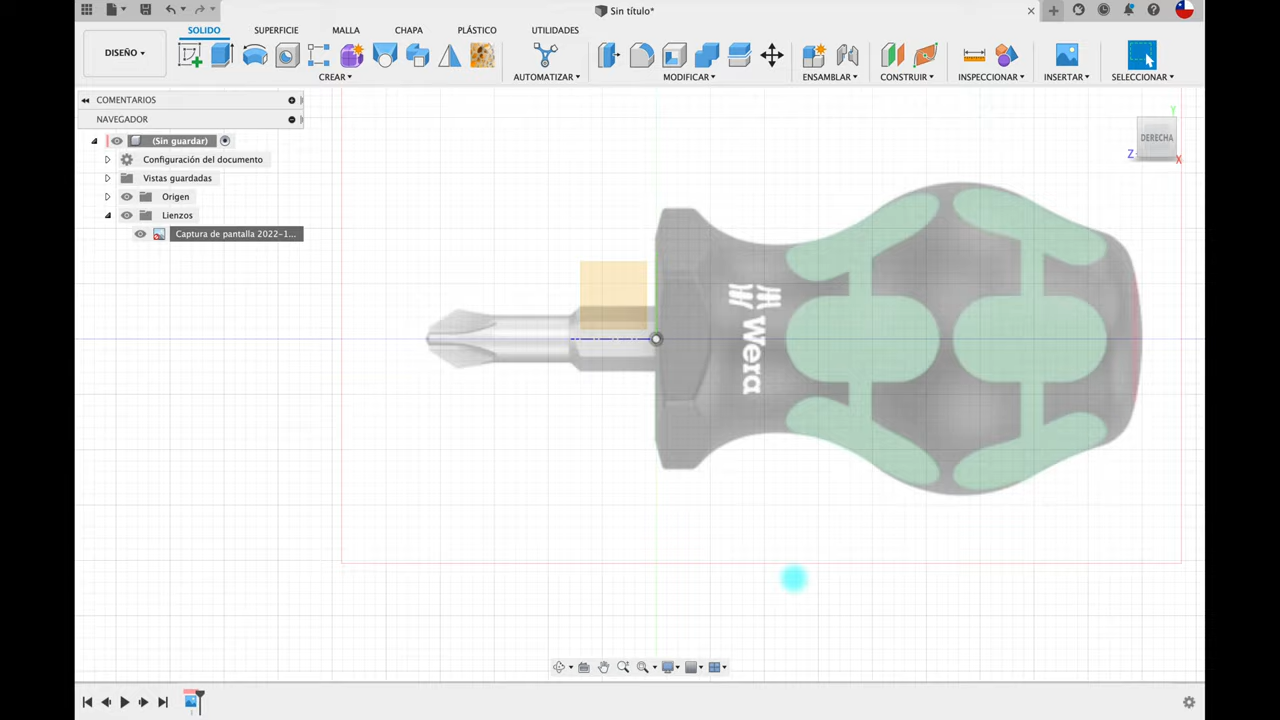 Sin título*
SOLIDO
SUPERFICIE
MALLA
CHAPA
PLÁSTICO
UTILIDADES
DISEÑO
CREAR
AUTOMATIZAR
MODIFICAR
ENSAMBLAR
CONSTRUIR
INSPECCIONAR
INSERTAR
SELECCIONAR
COMENTARIOS
NAVEGADOR
(Sin guardar)
Configuración del documento
Vistas guardadas
Origen
Lienzos
Captura de pantalla 2022-1...
Y
DERECHA
Z
X
Wera